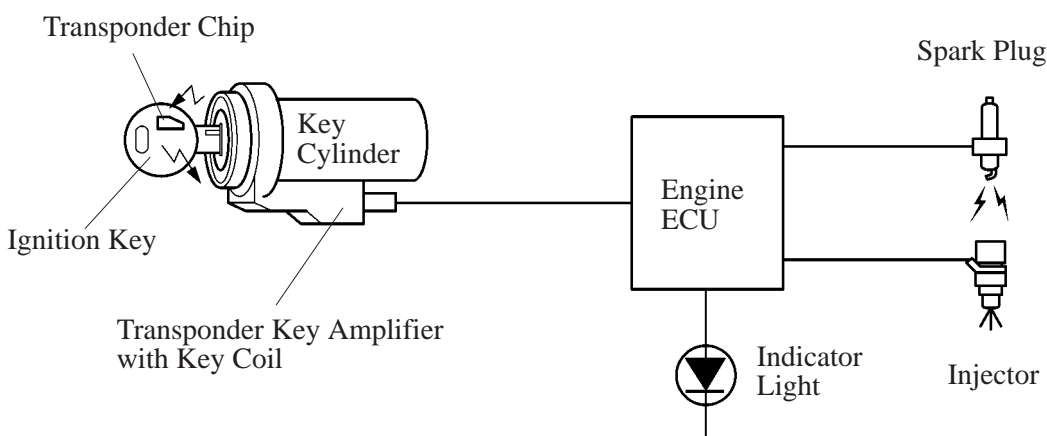 Transponder Chip
Spark Plug
Key
Cylinder
Engine
ECU
Ignition Key
Transponder Key Amplifier
with Key Coil
Indicator
Light
Injector